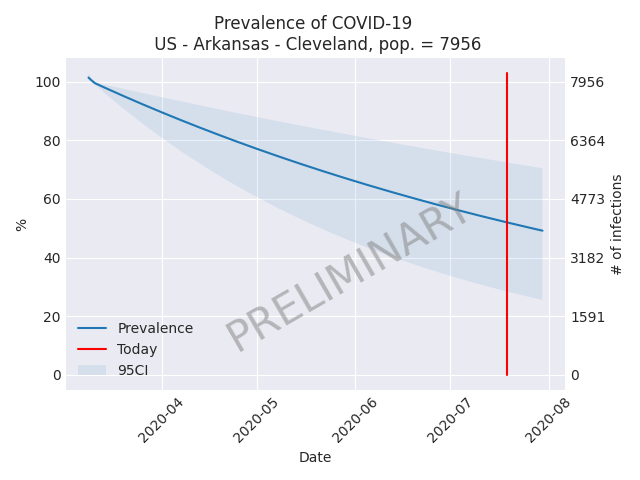 Prevalence of COVID-19
US - Arkansas - Cleveland, pop. = 7956
100
80
60
40
20
0
%
7956
6364
4773
3182
1591
0
# of infections
PRELIMINARY
Prevalence
Today
95CI
2020-04
2020-05
2020-06
2020-07
2020-08
Date